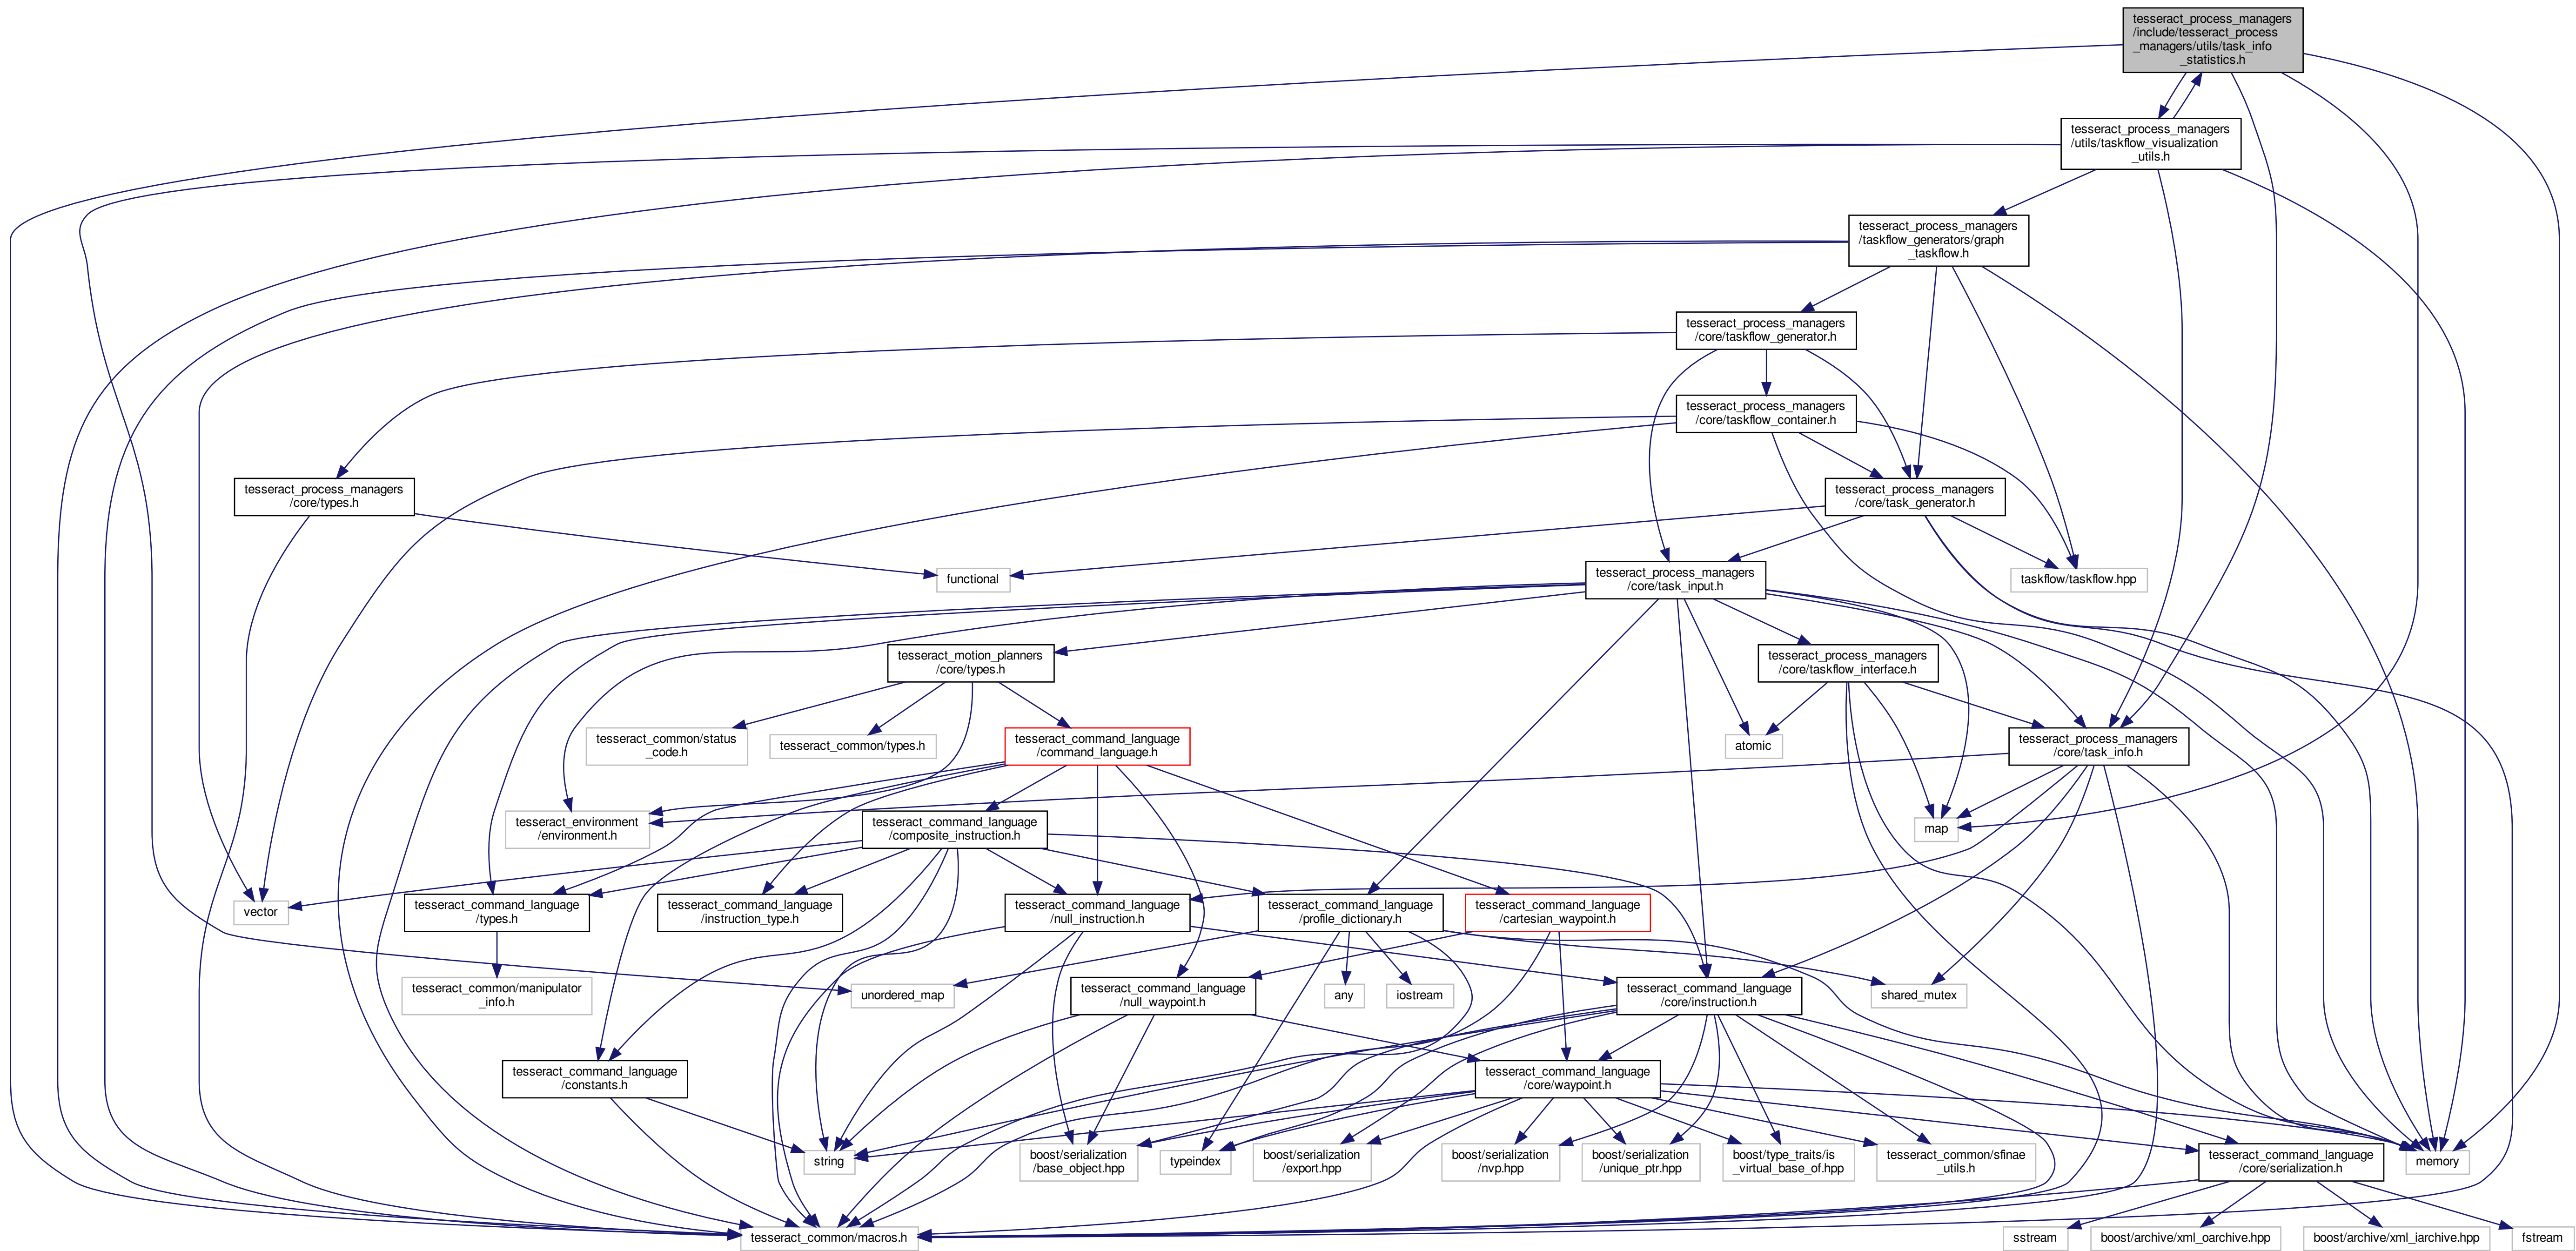 tesseract_process_managers
/include/tesseract_process
_managers/utils/task_info
_statistics.h
tesseract_process_managers
/utils/taskflow_visualization
_utils.h
tesseract_process_managers
/taskflow_generators/graph
_taskflow.h
tesseract_process_managers
/core/taskflow_generator.h
tesseract_process_managers
/core/taskflow_container.h
tesseract_process_managers
/core/types.h
tesseract_process_managers
/core/task_generator.h
functional
tesseract_process_managers
/core/task_input.h
taskflow/taskflow.hpp
tesseract_motion_planners
/core/types.h
tesseract_process_managers
/core/taskflow_interface.h
tesseract_common/status
_code.h
tesseract_common/types.h
tesseract_command_language
/command_language.h
atomic
tesseract_process_managers
/core/task_info.h
tesseract_environment
/environment.h
tesseract_command_language
/composite_instruction.h
map
vector
tesseract_command_language
/types.h
tesseract_command_language
/instruction_type.h
tesseract_command_language
/null_instruction.h
tesseract_command_language
/profile_dictionary.h
tesseract_command_language
/cartesian_waypoint.h
tesseract_common/manipulator
_info.h
unordered_map
tesseract_command_language
/null_waypoint.h
any
iostream
tesseract_command_language
/core/instruction.h
shared_mutex
tesseract_command_language
/constants.h
tesseract_command_language
/core/waypoint.h
string
boost/serialization
/base_object.hpp
typeindex
boost/serialization
/export.hpp
boost/serialization
/nvp.hpp
boost/serialization
/unique_ptr.hpp
boost/type_traits/is
_virtual_base_of.hpp
tesseract_common/sfinae
_utils.h
tesseract_command_language
/core/serialization.h
memory
tesseract_common/macros.h
sstream
boost/archive/xml_oarchive.hpp
boost/archive/xml_iarchive.hpp
fstream